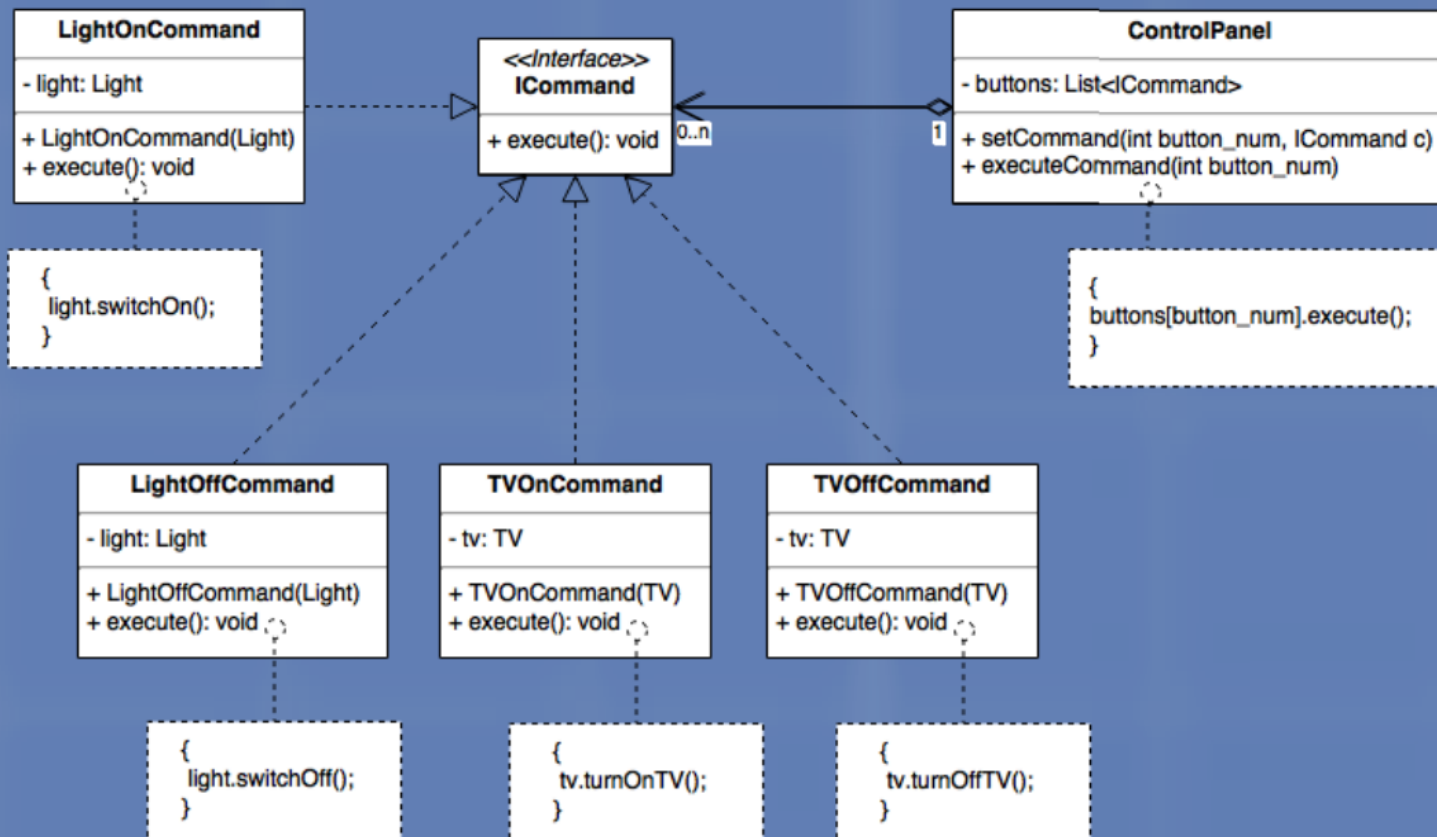 LightOnCommand
- light: Light
+ LightOnCommand(Light)
+ execute(): void
{
light.switchOn();
}
<<Interface>>
ICommand
+ execute(): void
0..n
1
ControlPanel
- buttons: List<ICommand>
+ setCommand(int button_num, ICommand c)
+ executeCommand(int button_num)
{
buttons[button_num].execute();
}
LightOffCommand
- light: Light
+ LightOffCommand(Light)
+ execute(): void
{
light.switchOff();
}
TVOnCommand
- tv: TV
+ TVOnCommand(TV)
+ execute(): void
{
tv.turnOnTV();
}
TVOffCommand
- tv: TV
+ TVOffCommand(TV)
+ execute(): void
{
tv.turnOffTV();
}